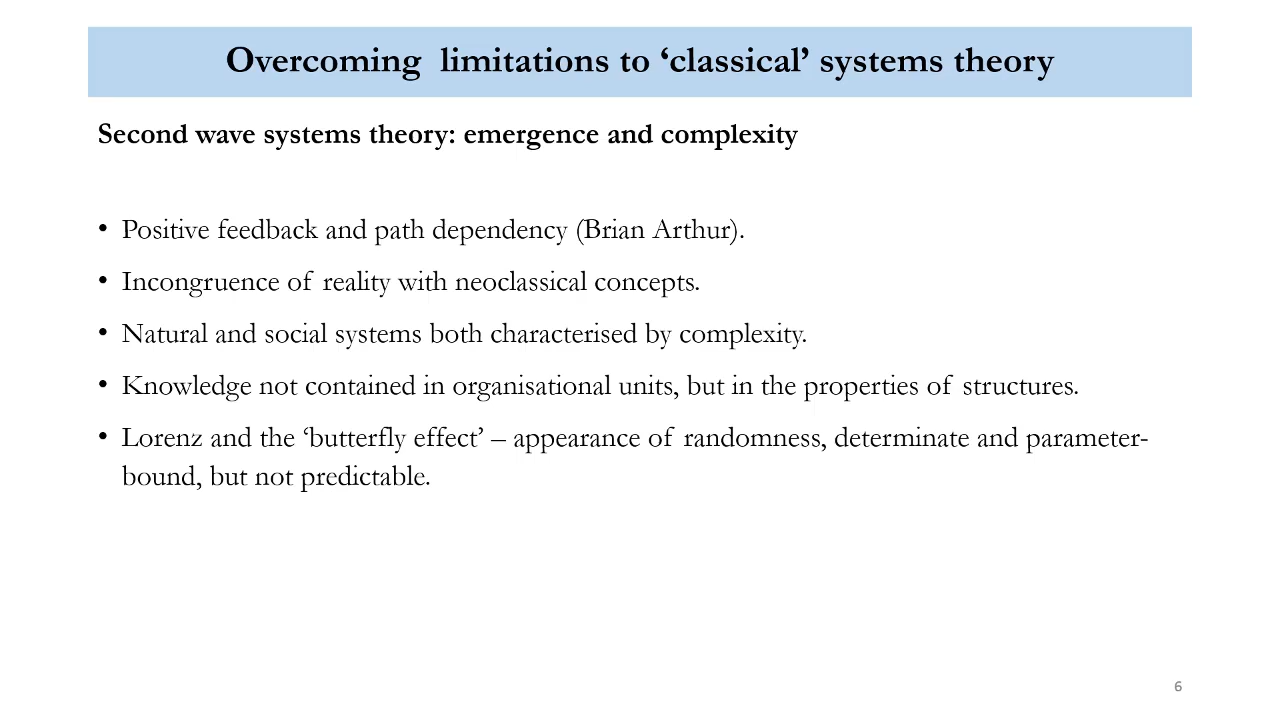 Overcoming limitations to ‘classical’ systems theory
Second wave systems theory: emergence and complexity
• Positive feedback and path dependency (Brian Arthur).
• Incongruence of reality with neoclassical concepts.
• Natural and social systems both characterised by complexity.
• Knowledge not contained in organisational units, but in the properties of structures.
• Lorenz and the ‘butterfly effect’ – appearance of randomness, determinate and parameter-
bound, but not predictable.
6